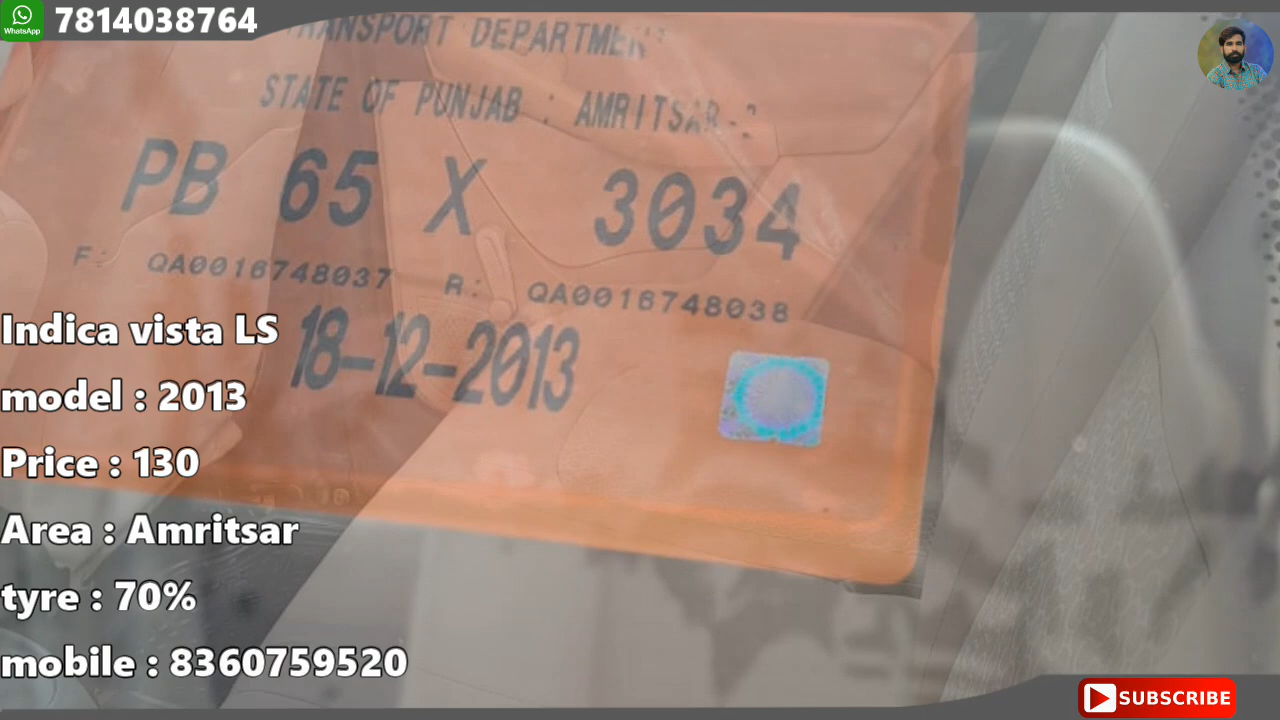 WhatsApp
7814038764
TRANSPORT DEPARTMENT
STATE OF PUNJAB : AMRITSAR-2
PB 65 X 3034
F: QA0016748037 R: QA0016748038
18-12-2013
Indica vista LS
model : 2013
Price : 130
Area : Amritsar
tyre : 70%
mobile : 8360759520
SUBSCRIBE